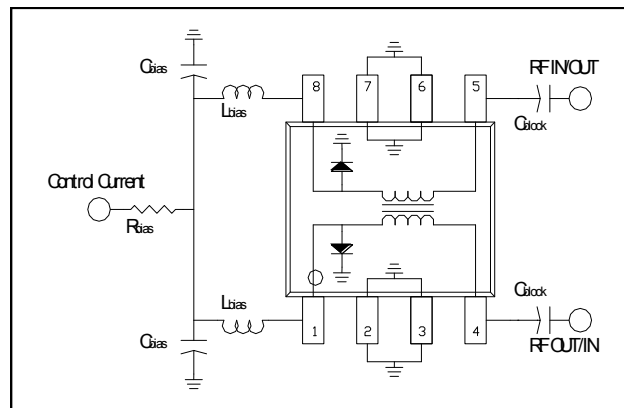 Cbias
8
7
6
5
RF IN/OUT
Lbias
Cblock
Control Current
Rbias
Lbias
Cblock
Cbias
1
2
3
4
RF OUT/IN